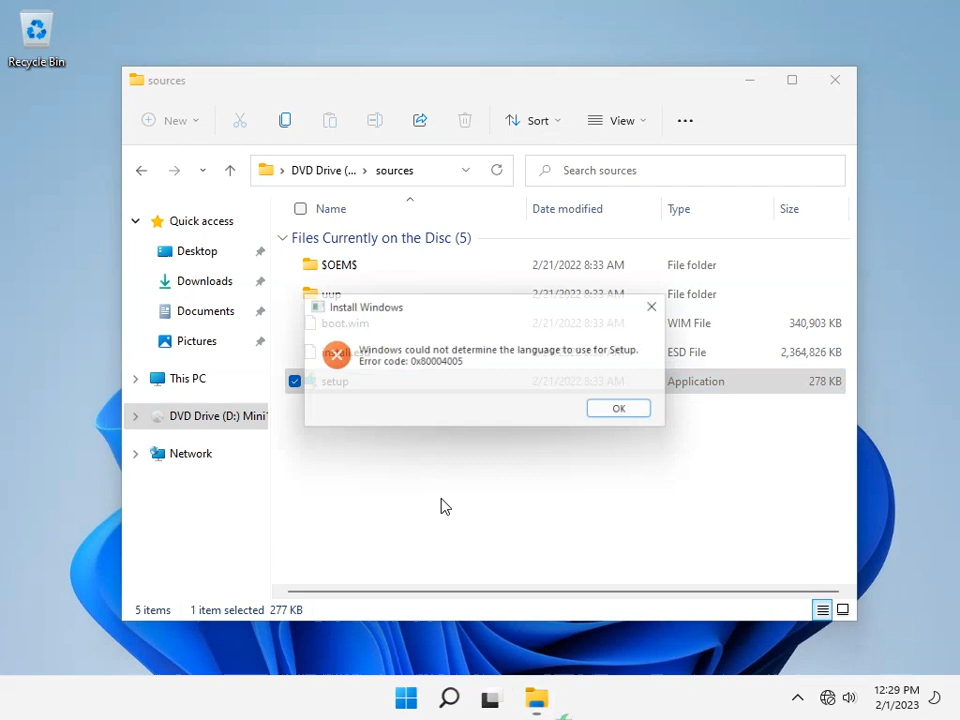 Recycle Bin
sources
New
Sort
View
DVD Drive (... > sources
Search sources
Name
Date modified
Type
Size
Quick access
Desktop
Downloads
Documents
Pictures
This PC
DVD Drive (D:) Mini
Network
Files Currently on the Disc (5)
$OEM$ 2/21/2022 8:33 AM File folder
uup 2/21/2022 8:33 AM File folder
boot.wim 2/21/2022 8:33 AM WIM File 340,903 KB
ESD File 2,364,826 KB
setup 2/21/2022 8:33 AM Application 278 KB
Install Windows
Windows could not determine the language to use for Setup.
Error code: 0x80004005
OK
5 items 1 item selected 277 KB
12:29 PM
2/1/2023